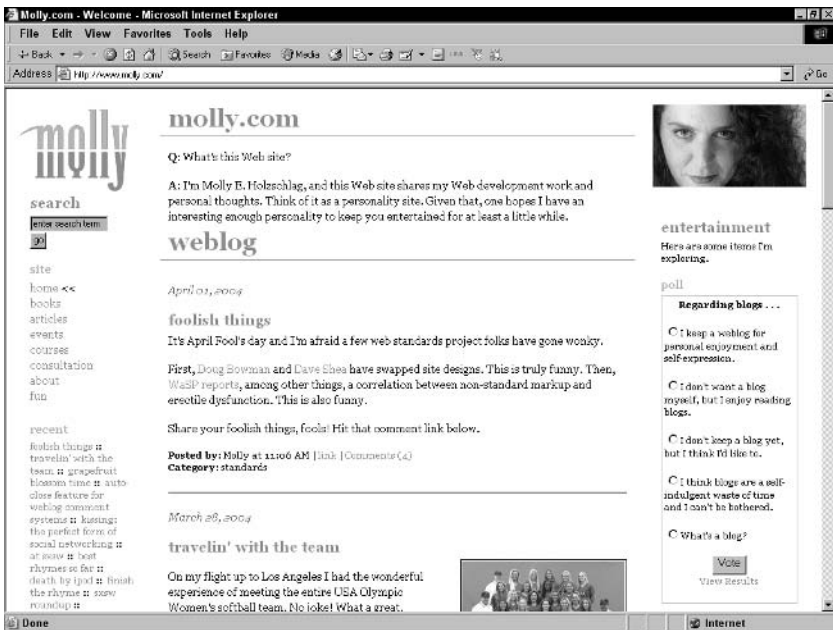 Molly.com - Welcome - Microsoft Internet Explorer
File Edit View Favorites Tools Help
Back Search Favorites Media
Address http://www.molly.com/ Go
molly
molly
search
enter search term
go
site
home <<
books
articles
events
courses
consultation
about
fun
recent
foolish things ::
travelin' with the
team :: grapefruit
blossom time :: auto-
close feature for
weblog comment
systems :: kissing:
the perfect form of
social networking ::
at sxsw :: best
rhymes so far ::
death by ipod :: finish
the rhyme :: sxsw
roundup ::
molly.com
Q: What's this Web site?
A: I'm Molly E. Holzschlag, and this Web site shares my Web development work and
personal thoughts. Think of it as a personality site. Given that, one hopes I have an
interesting enough personality to keep you entertained for at least a little while.
weblog
April 01, 2004
foolish things
It's April Fool's day and I'm afraid a few web standards project folks have gone wonky.
First, Doug Bowman and Dave Shea have swapped site designs. This is truly funny. Then,
WaSP reports, among other things, a correlation between non-standard markup and
erectile dysfunction. This is also funny.
Share your foolish things, fools! Hit that comment link below.
Posted by: Molly at 11:06 AM |link |Comments (4)
Category: standards
March 28, 2004
travelin' with the team
On my flight up to Los Angeles I had the wonderful
experience of meeting the entire USA Olympic
Women's softball team. No joke! What a great,
entertainment
Here are some items I'm
exploring.
poll
Regarding blogs . . .
I keep a weblog for
personal enjoyment and
self-expression.
I don't want a blog
myself, but I enjoy reading
blogs.
I don't keep a blog yet,
but I think I'd like to.
I think blogs are a self-
indulgent waste of time
and I can't be bothered.
What's a blog?
Vote
View Results
Done
Internet